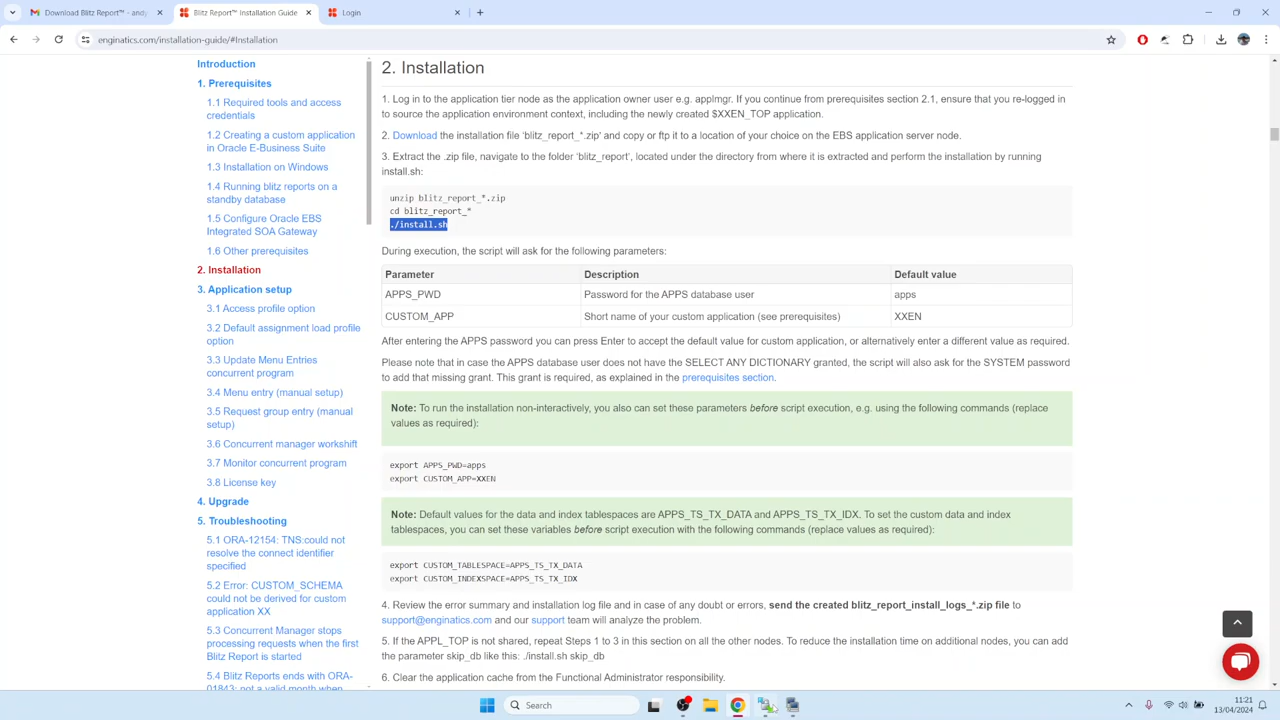 Download Blitz Report™ - andy
Blitz Report™ Installation Guide
Login
enginatics.com/installation-guide/#Installation
Introduction
1. Prerequisites
1.1 Required tools and access
credentials
1.2 Creating a custom application
in Oracle E-Business Suite
1.3 Installation on Windows
1.4 Running blitz reports on a
standby database
1.5 Configure Oracle EBS
Integrated SOA Gateway
1.6 Other prerequisites
2. Installation
3. Application setup
3.1 Access profile option
3.2 Default assignment load profile
option
3.3 Update Menu Entries
concurrent program
3.4 Menu entry (manual setup)
3.5 Request group entry (manual
setup)
3.6 Concurrent manager workshift
3.7 Monitor concurrent program
3.8 License key
4. Upgrade
5. Troubleshooting
5.1 ORA-12154: TNS:could not
resolve the connect identifier
specified
5.2 Error: CUSTOM_SCHEMA
could not be derived for custom
application XX
5.3 Concurrent Manager stops
processing requests when the first
Blitz Report is started
5.4 Blitz Reports ends with ORA-
01843: not a valid month when
2. Installation
1. Log in to the application tier node as the application owner user e.g. applmgr. If you continue from prerequisites section 2.1, ensure that you re-logged in
to source the application environment context, including the newly created $XXEN_TOP application.
2. Download the installation file ‘blitz_report_*.zip’ and copy or ftp it to a location of your choice on the EBS application server node.
3. Extract the .zip file, navigate to the folder ‘blitz_report’, located under the directory from where it is extracted and perform the installation by running
install.sh:
unzip blitz_report_*.zip
cd blitz_report_*
./install.sh
During execution, the script will ask for the following parameters:
Parameter Description Default value
APPS_PWD Password for the APPS database user apps
CUSTOM_APP Short name of your custom application (see prerequisites) XXEN
After entering the APPS password you can press Enter to accept the default value for custom application, or alternatively enter a different value as required.
Please note that in case the APPS database user does not have the SELECT ANY DICTIONARY granted, the script will also ask for the SYSTEM password
to add that missing grant. This grant is required, as explained in the prerequisites section.
Note: To run the installation non-interactively, you also can set these parameters before script execution, e.g. using the following commands (replace
values as required):
export APPS_PWD=apps
export CUSTOM_APP=XXEN
Note: Default values for the data and index tablespaces are APPS_TS_TX_DATA and APPS_TS_TX_IDX. To set the custom data and index
tablespaces, you can set these variables before script execution with the following commands (replace values as required):
export CUSTOM_TABLESPACE=APPS_TS_TX_DATA
export CUSTOM_INDEXSPACE=APPS_TS_TX_IDX
4. Review the error summary and installation log file and in case of any doubt or errors, send the created blitz_report_install_logs_*.zip file to
support@enginatics.com and our support team will analyze the problem.
5. If the APPL_TOP is not shared, repeat Steps 1 to 3 in this section on all the other nodes. To reduce the installation time on additional nodes, you can add
the parameter skip_db like this: ./install.sh skip_db
6. Clear the application cache from the Functional Administrator responsibility.
Search
11:21
13/04/2024